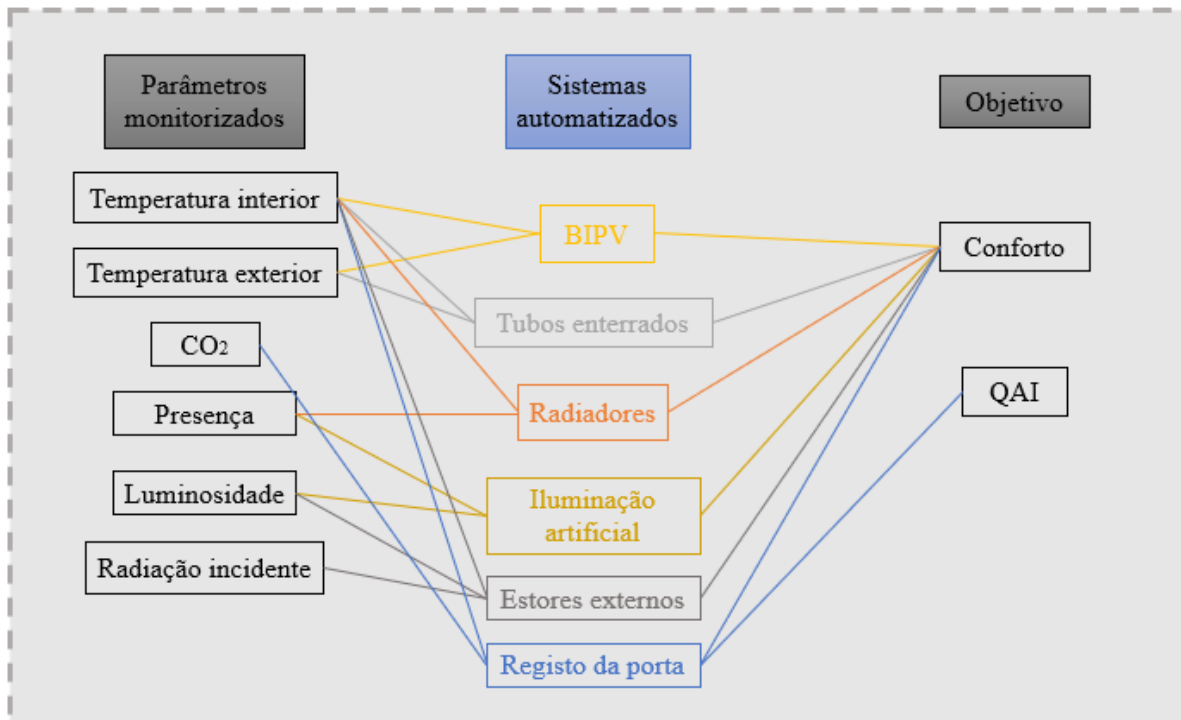 Parâmetros
monitorizados
Sistemas
automatizados
Objetivo
Temperatura interior
Temperatura exterior
CO2
Presença
Luminosidade
Radiação incidente
BIPV
Tubos enterrados
Radiadores
Iluminação
artificial
Estores externos
Registo da porta
Conforto
QAI